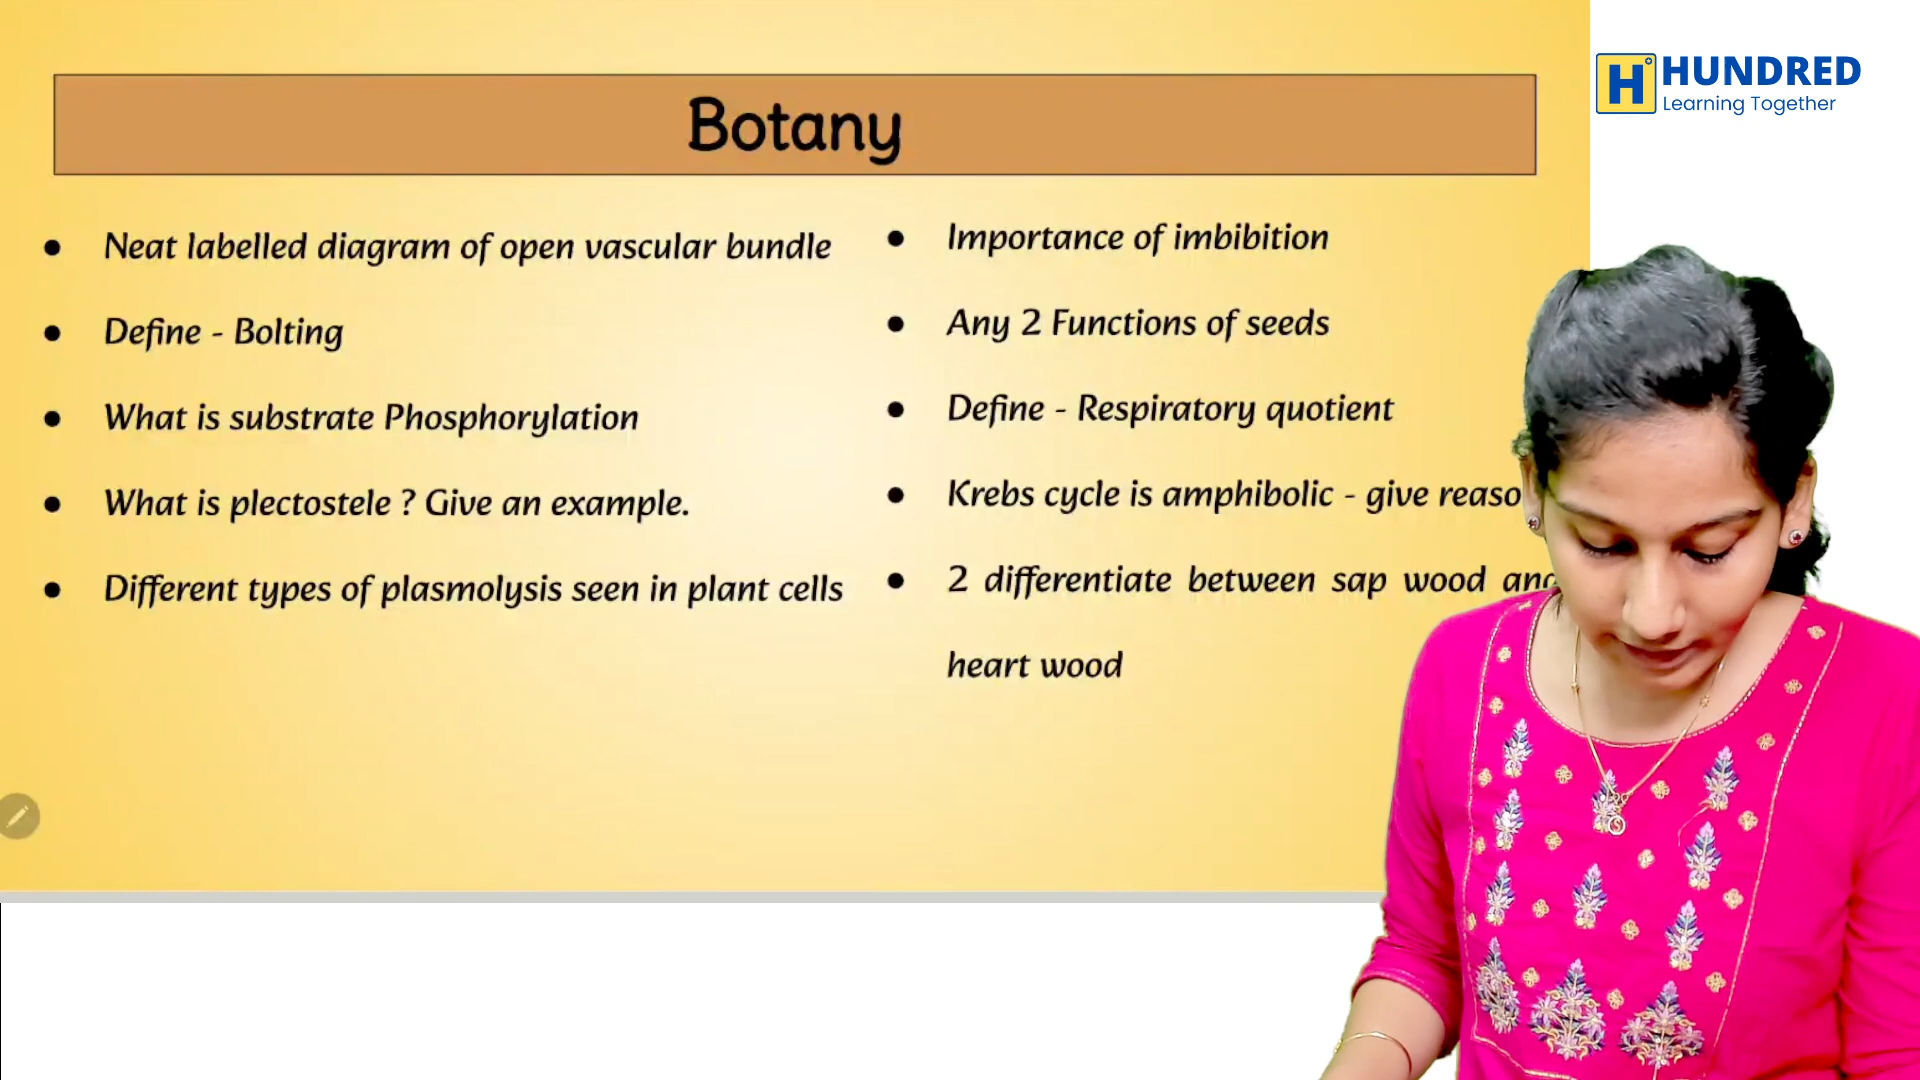 Botany
Neat labelled diagram of open vascular bundle
Define - Bolting
What is substrate Phosphorylation
What is plectostele ? Give an example.
Different types of plasmolysis seen in plant cells
Importance of imbibition
Any 2 Functions of seeds
Define - Respiratory quotient
Krebs cycle is amphibolic - give reaso
2 differentiate between sap wood and
heart wood
H HUNDRED
Learning Together